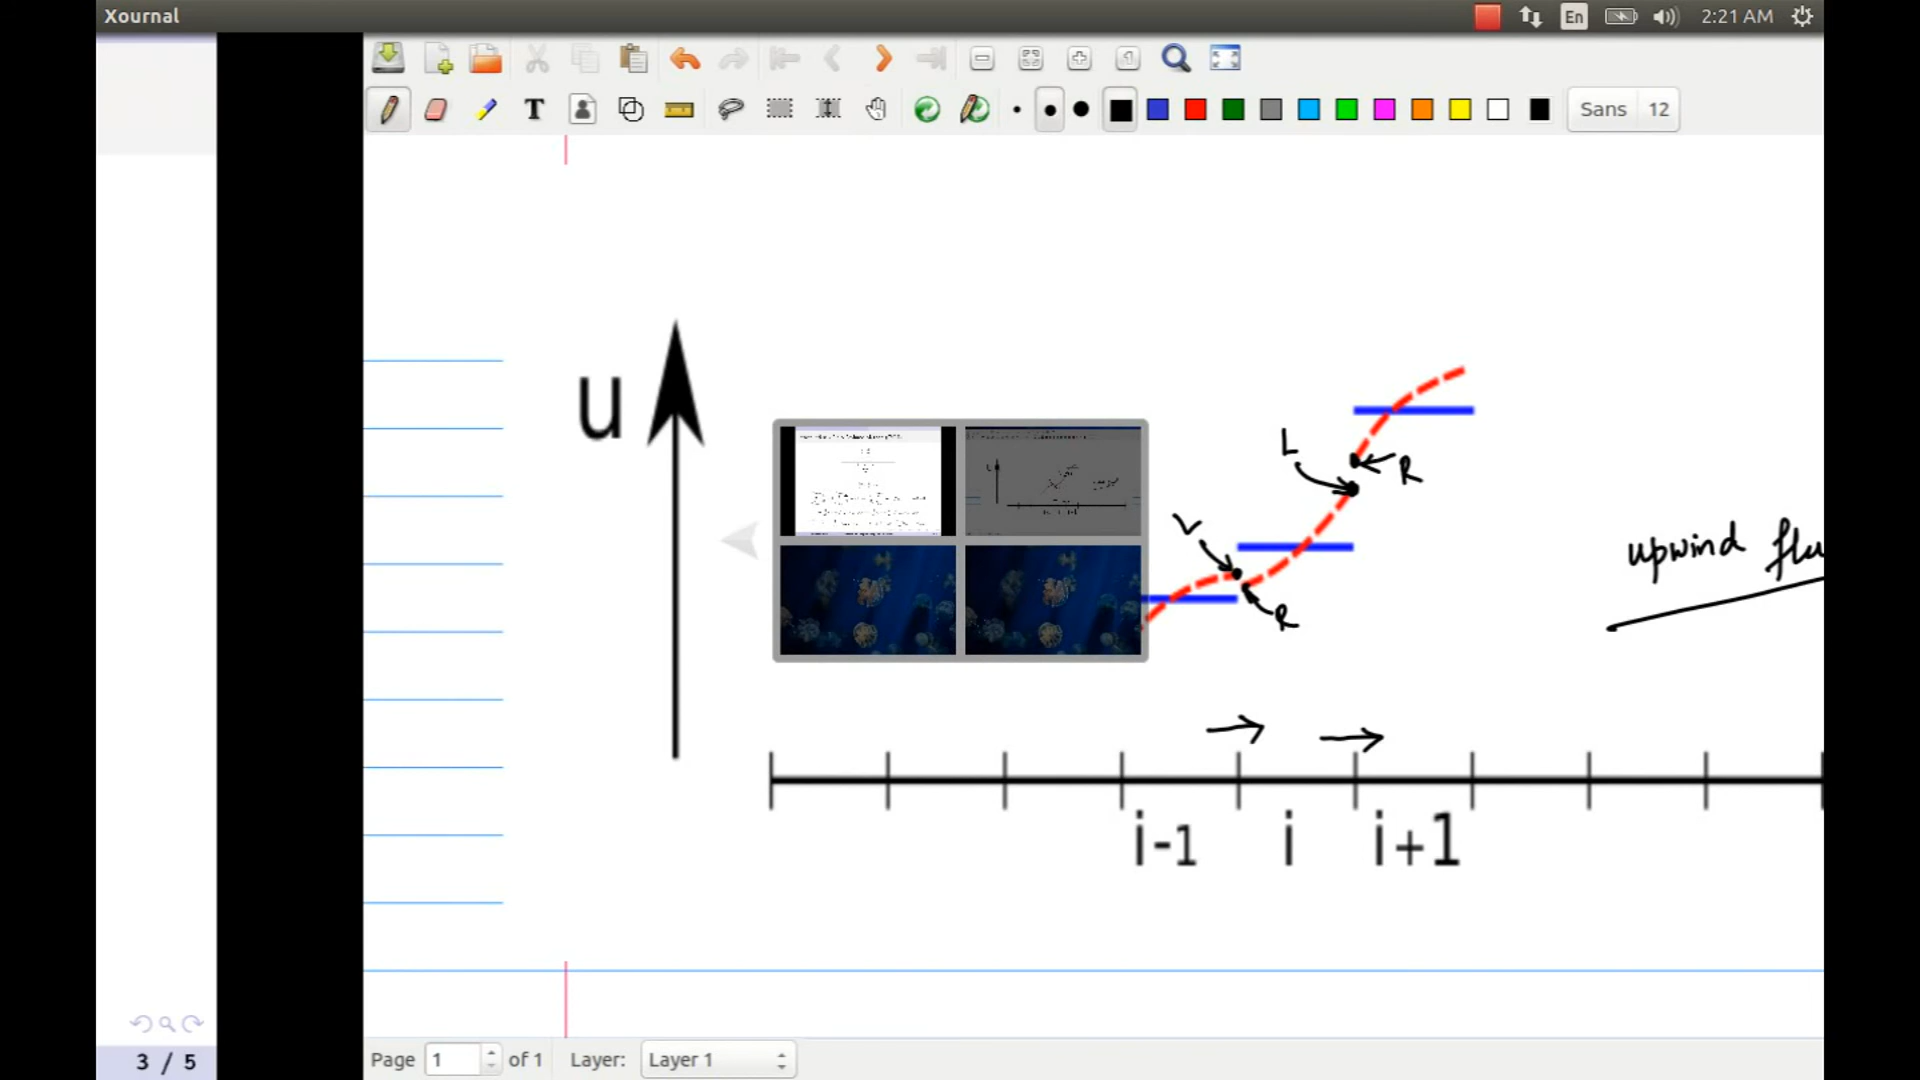 Xournal
En
2:21 AM
T
Sans 12
u
L
R
R
upwind
i-1 i i+1
3 / 5
Page 1 of 1 Layer: Layer 1